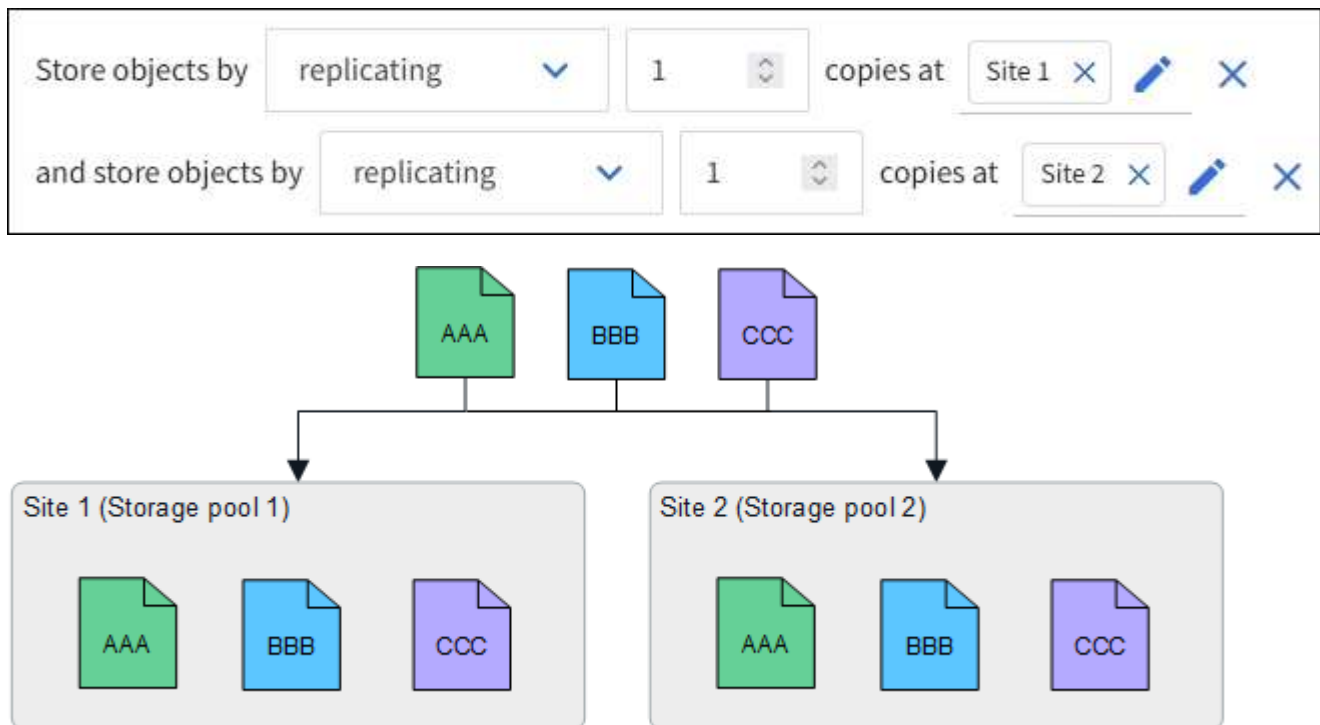 Store objects by replicating 1 copies at Site 1
and store objects by replicating 1 copies at Site 2
AAA BBB CCC
Site 1 (Storage pool 1) Site 2 (Storage pool 2)
AAA BBB CCC AAA BBB CCC